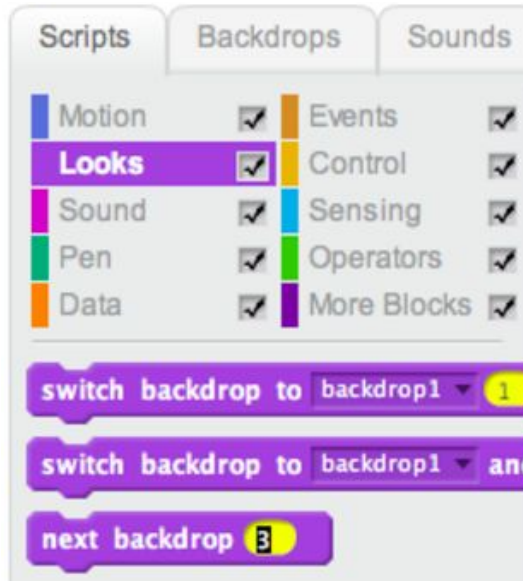 Scripts Backdrops Sounds
Motion Events
Looks Control
Sound Sensing
Pen Operators
Data More Blocks
switch backdrop to backdrop1 1
switch backdrop to backdrop1 and
next backdrop 3